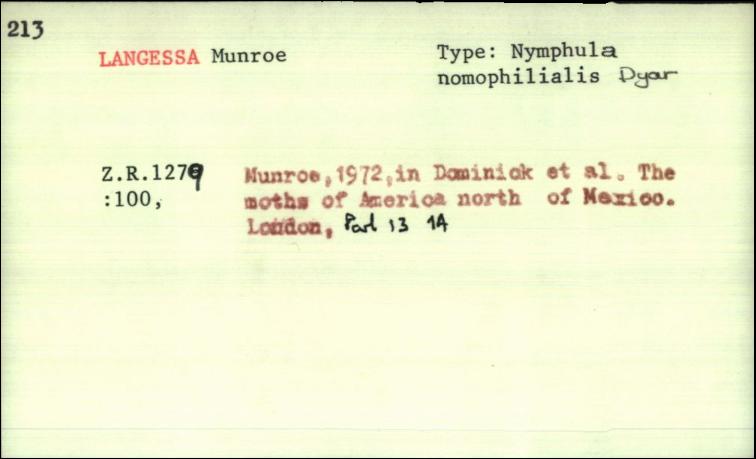 213
LANGESSA Munroe
Type: Nymphula
nomophilialis Dyar
Z.R.1279
:100,
Munroe,1972,in Dominick et al. The
moths of America north of Mexico.
London, Part 13 1A